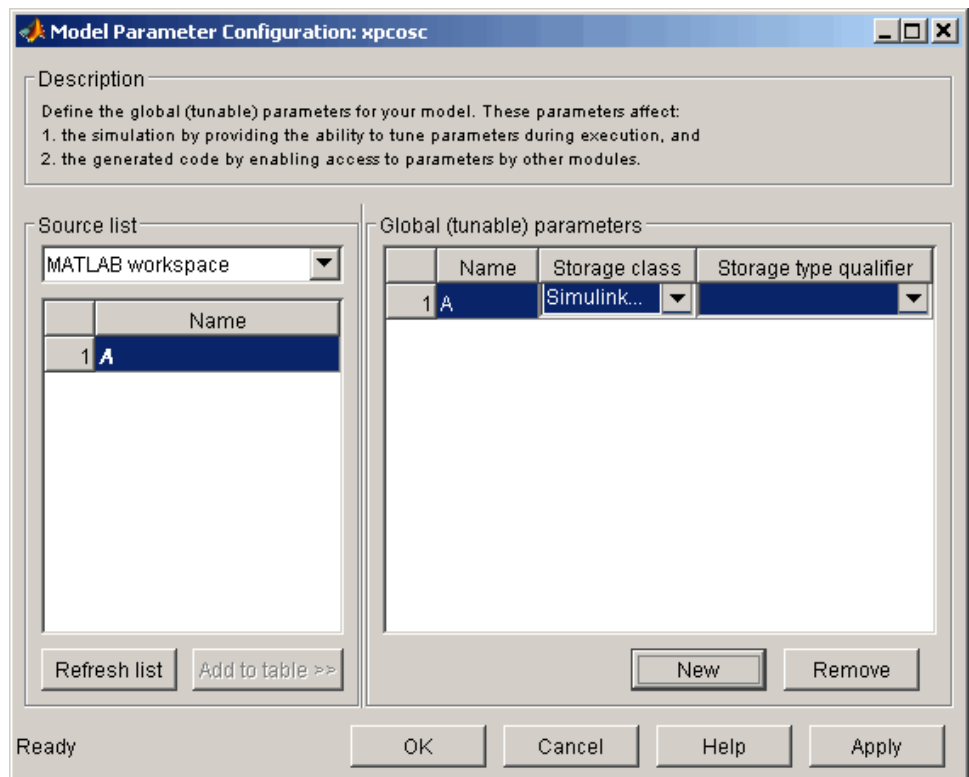 Model Parameter Configuration: xpcosc
Description
Define the global (tunable) parameters for your model. These parameters affect:
1. the simulation by providing the ability to tune parameters during execution, and
2. the generated code by enabling access to parameters by other modules.
Source list
MATLAB workspace
Name
1 A
Refresh list
Add to table >>
Global (tunable) parameters
Name Storage class Storage type qualifier
1 A Simulink...
New
Remove
Ready
OK
Cancel
Help
Apply